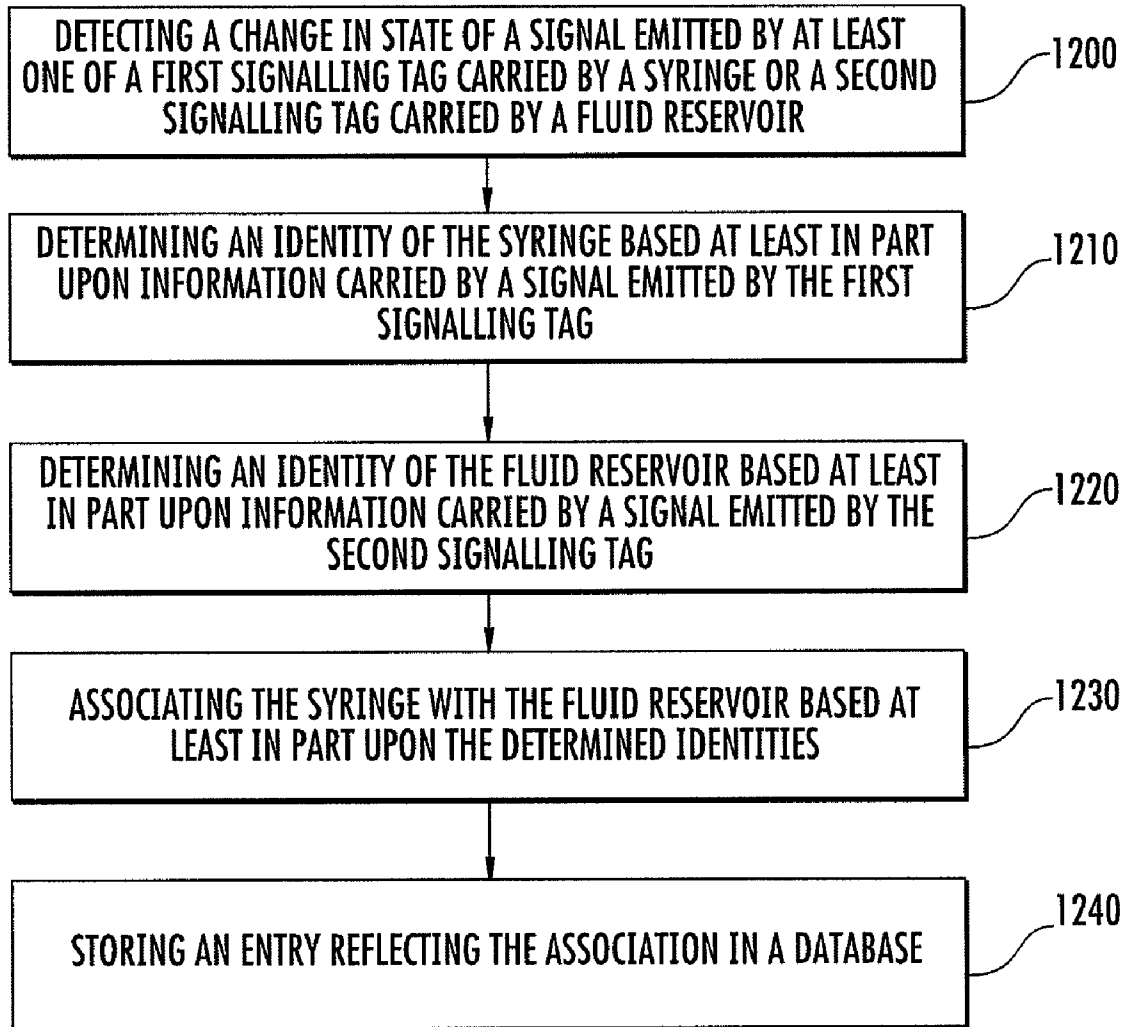 DETECTING A CHANGE IN STATE OF A SIGNAL EMITTED BY AT LEAST
ONE OF A FIRST SIGNALLING TAG CARRIED BY A SYRINGE OR A SECOND
SIGNALLING TAG CARRIED BY A FLUID RESERVOIR
1200
DETERMINING AN IDENTITY OF THE SYRINGE BASED AT LEAST IN PART
UPON INFORMATION CARRIED BY A SIGNAL EMITTED BY THE FIRST
SIGNALLING TAG
1210
DETERMINING AN IDENTITY OF THE FLUID RESERVOIR BASED AT LEAST
IN PART UPON INFORMATION CARRIED BY A SIGNAL EMITTED BY THE
SECOND SIGNALLING TAG
1220
ASSOCIATING THE SYRINGE WITH THE FLUID RESERVOIR BASED AT
LEAST IN PART UPON THE DETERMINED IDENTITIES
1230
STORING AN ENTRY REFLECTING THE ASSOCIATION IN A DATABASE
1240